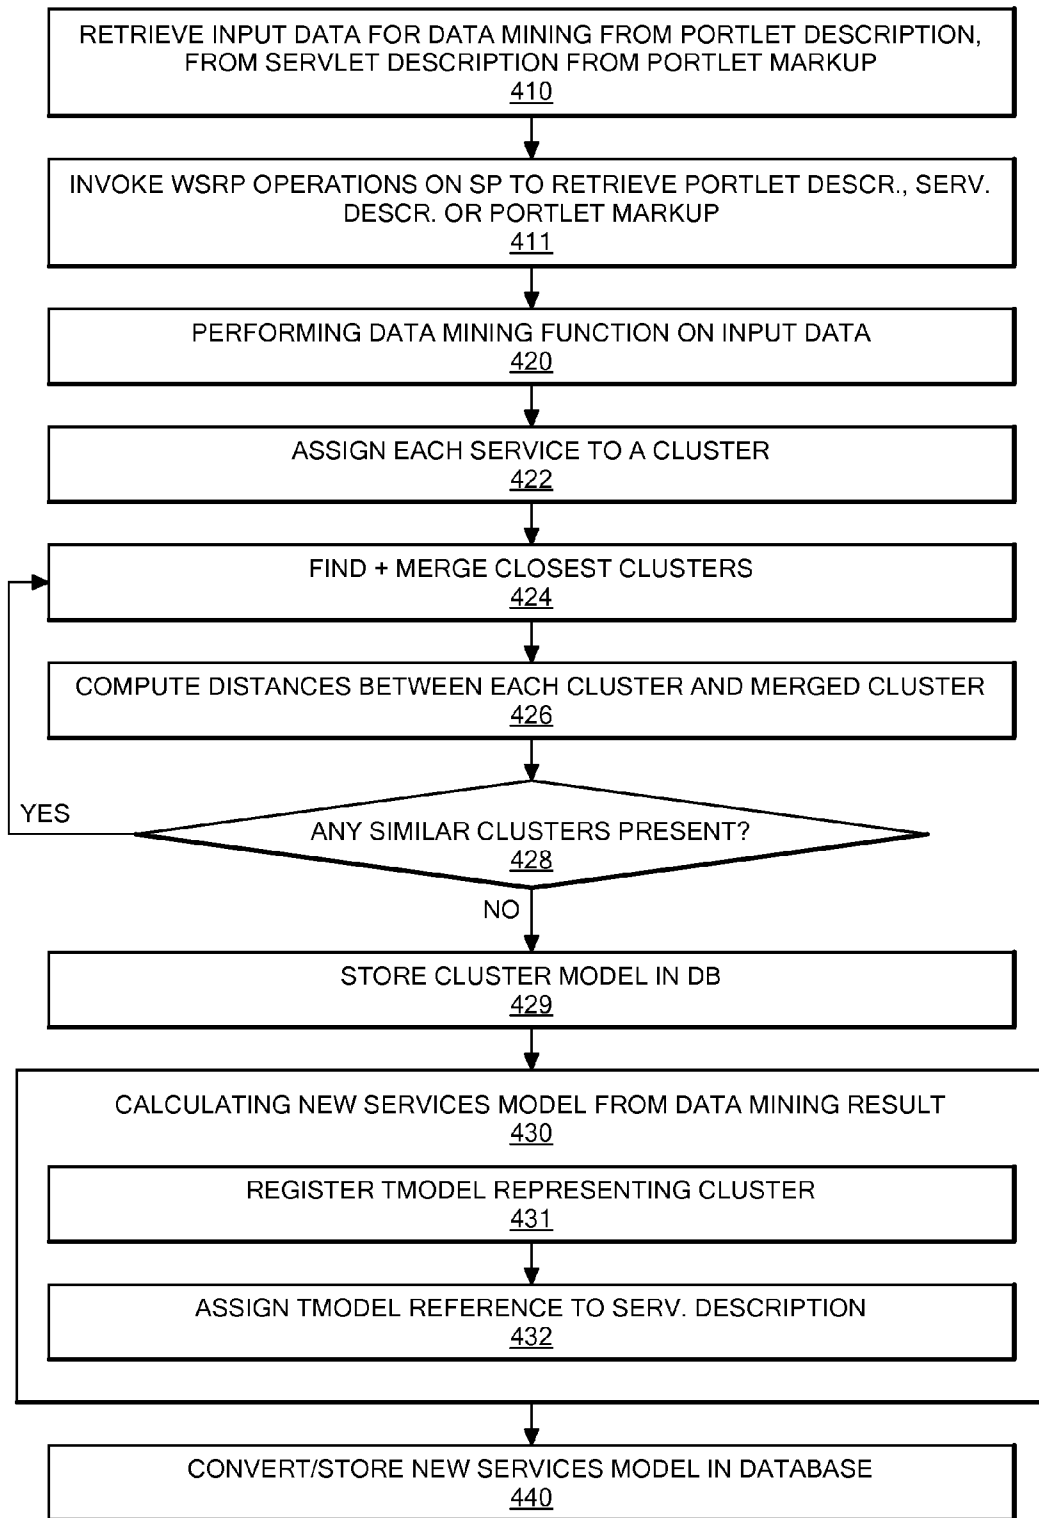 RETRIEVE INPUT DATA FOR DATA MINING FROM PORTLET DESCRIPTION,
FROM SERVLET DESCRIPTION FROM PORTLET MARKUP
410
INVOKE WSRP OPERATIONS ON SP TO RETRIEVE PORTLET DESCR., SERV.
DESCR. OR PORTLET MARKUP
411
PERFORMING DATA MINING FUNCTION ON INPUT DATA
420
ASSIGN EACH SERVICE TO A CLUSTER
422
FIND + MERGE CLOSEST CLUSTERS
424
COMPUTE DISTANCES BETWEEN EACH CLUSTER AND MERGED CLUSTER
426
YES
ANY SIMILAR CLUSTERS PRESENT?
428
NO
STORE CLUSTER MODEL IN DB
429
CALCULATING NEW SERVICES MODEL FROM DATA MINING RESULT
430
REGISTER TMODEL REPRESENTING CLUSTER
431
ASSIGN TMODEL REFERENCE TO SERV. DESCRIPTION
432
CONVERT/STORE NEW SERVICES MODEL IN DATABASE
440